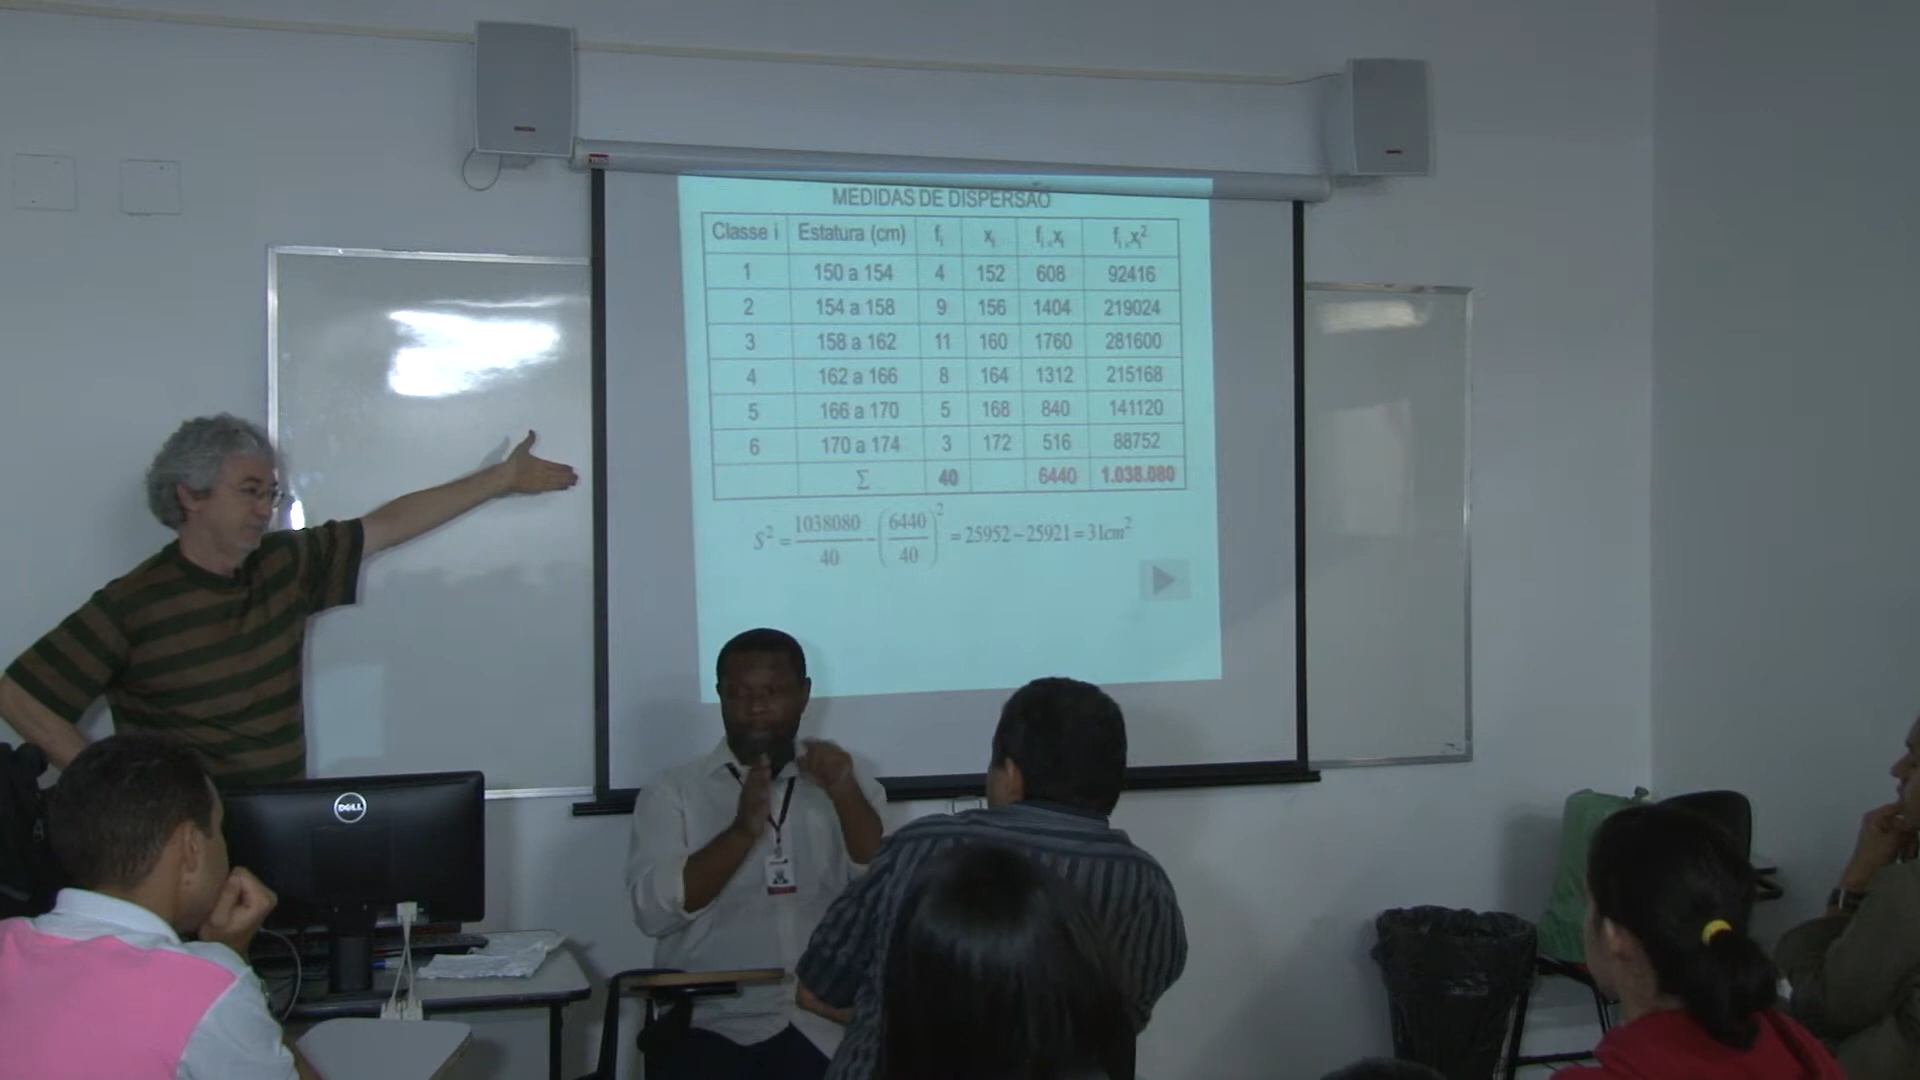 MEDIDAS DE DISPERSÃO
Classe i Estatura (cm) fi xi fi.xi fi.xi²
1 150 a 154 4 152 608 92416
2 154 a 158 9 156 1404 219024
3 158 a 162 11 160 1760 281600
4 162 a 166 8 164 1312 215168
5 166 a 170 5 168 840 141120
6 170 a 174 3 172 516 88752
Σ 40 6440 1.038.080
S² = 1038080/40 − (6440/40)² = 25952 − 25921 = 31cm²
DELL